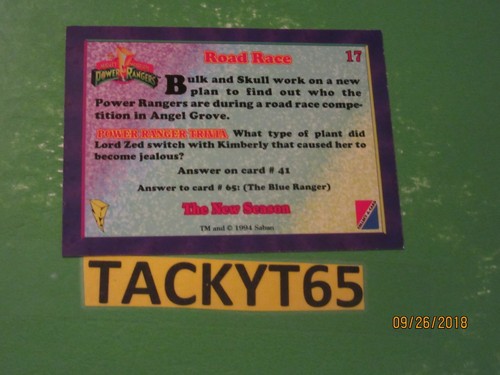 Road Race
17
POWER RANGERS
Bulk and Skull work on a new
plan to find out who the
Power Rangers are during a road race compe-
tition in Angel Grove.
POWER RANGER TRIVIA What type of plant did
Lord Zed switch with Kimberly that caused her to
become jealous?
Answer on card # 41
Answer to card # 65: (The Blue Ranger)
The New Season
TM and © 1994 Saban
TACKYT65
09/26/2018